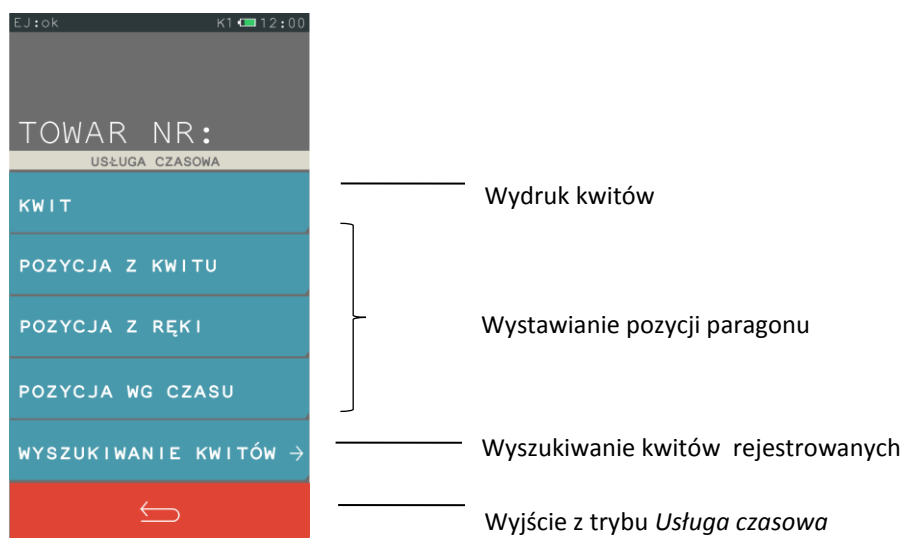 EJ:ok K1 12:00
TOWAR NR:
USŁUGA CZASOWA
KWIT
Wydruk kwitów
POZYCJA Z KWITU
POZYCJA Z RĘKI
Wystawianie pozycji paragonu
POZYCJA WG CZASU
WYSZUKIWANIE KWITÓW →
Wyszukiwanie kwitów rejestrowanych
Wyjście z trybu Usługa czasowa